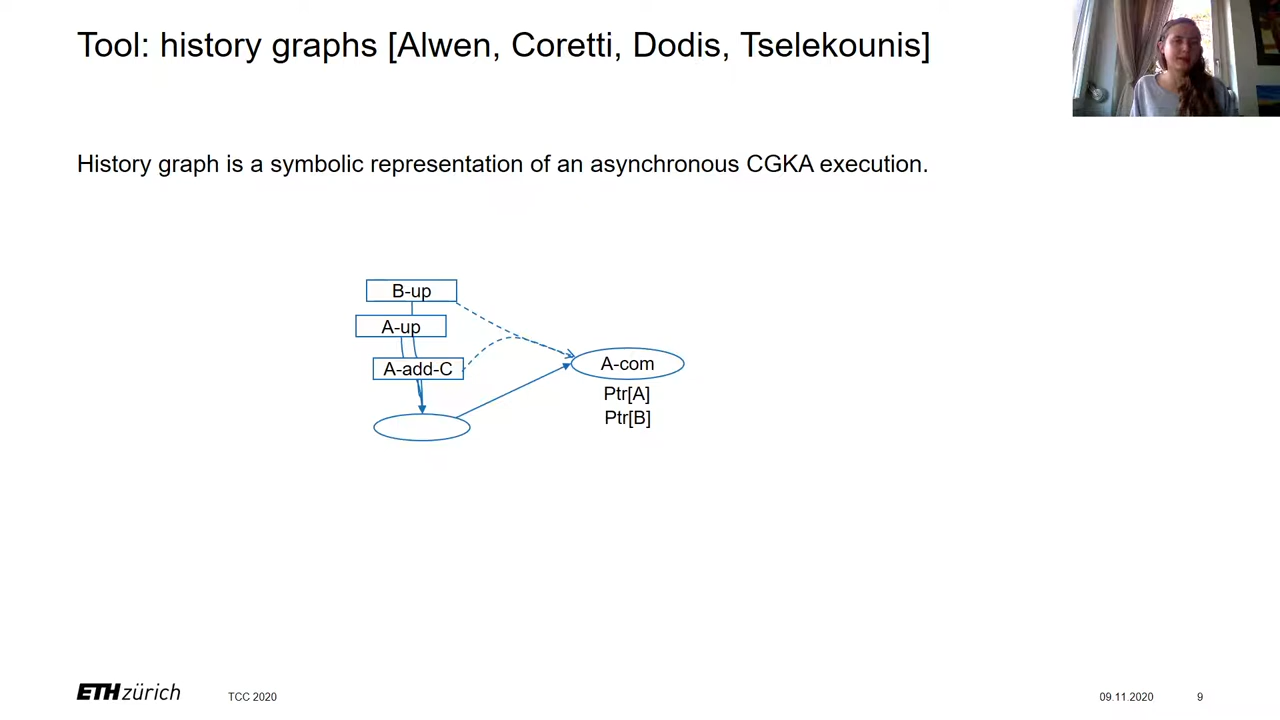 Tool: history graphs [Alwen, Coretti, Dodis, Tselekounis]
History graph is a symbolic representation of an asynchronous CGKA execution.
B-up
A-up
A-add-C
A-com
Ptr[A]
Ptr[B]
ETH zürich
TCC 2020
09.11.2020
9